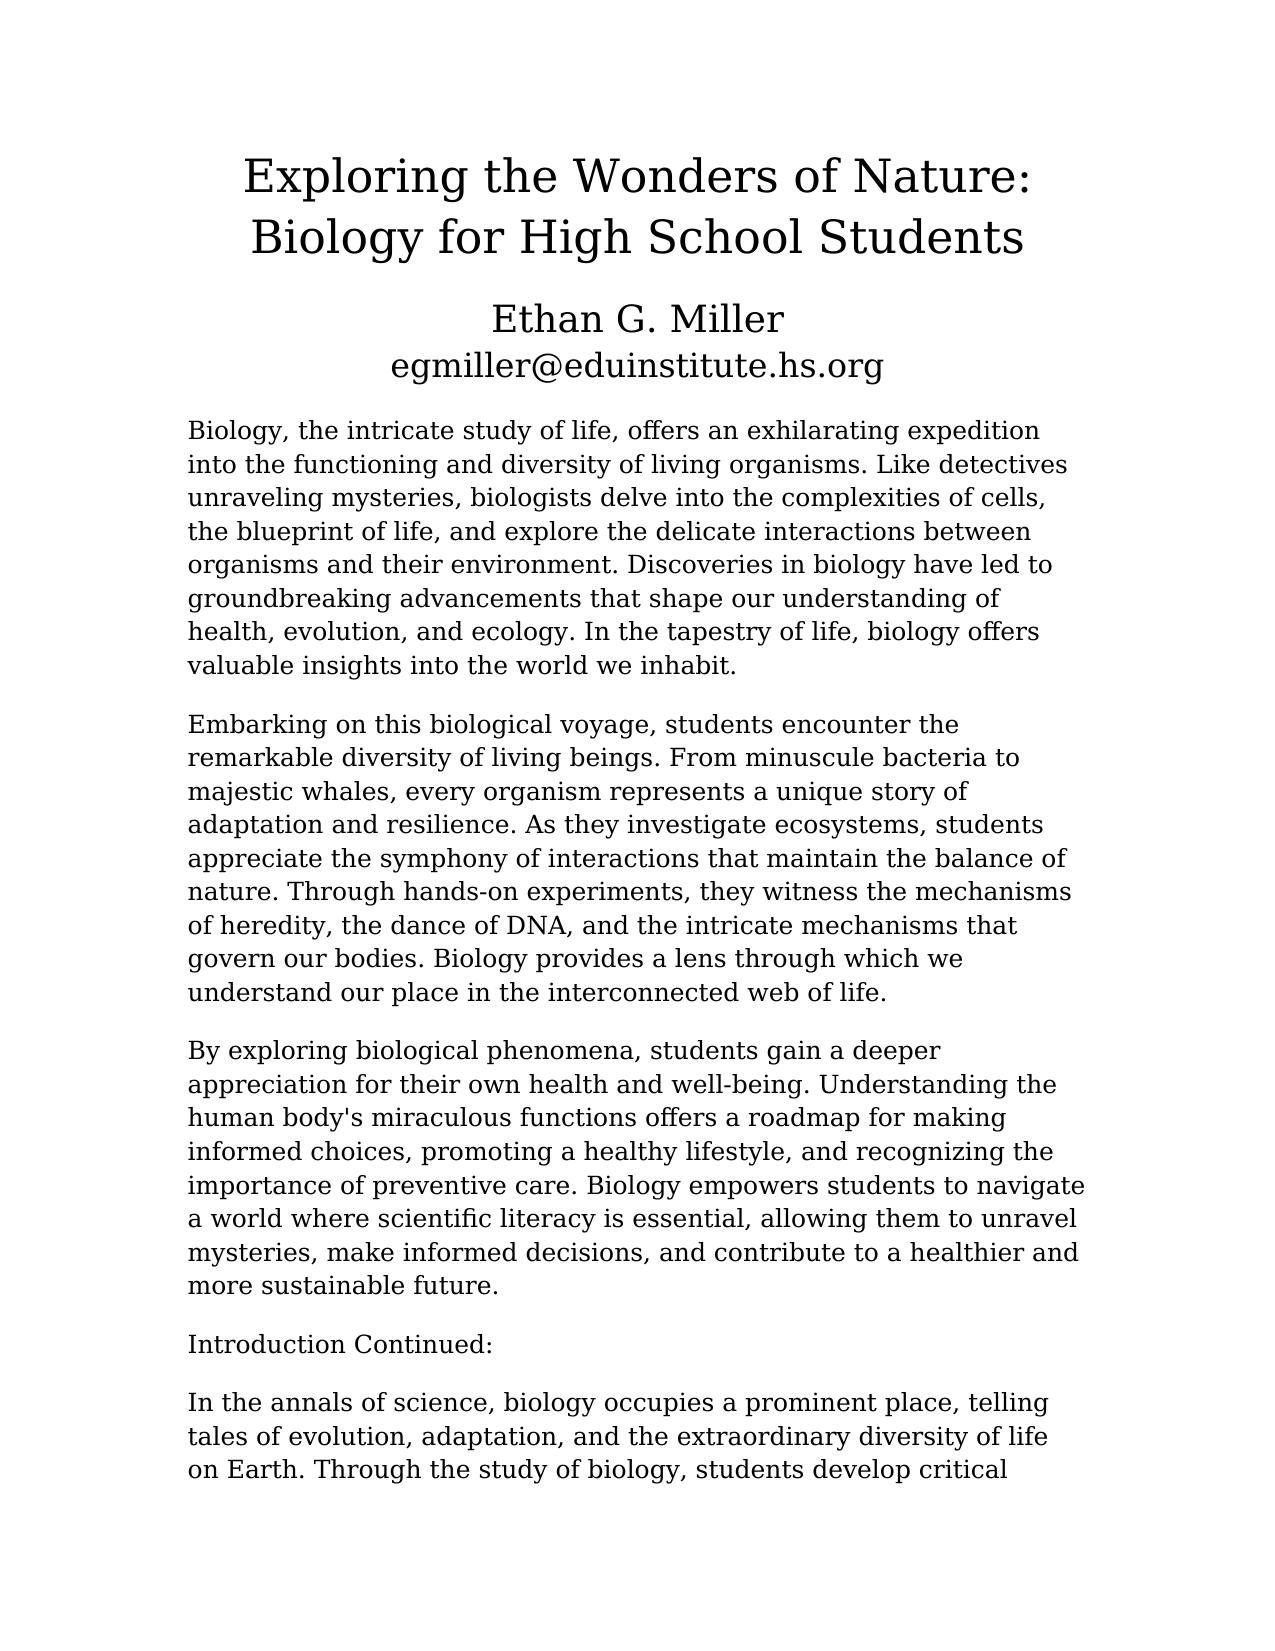 Exploring the Wonders of Nature:
Biology for High School Students
Ethan G. Miller
egmiller@eduinstitute.hs.org
Biology, the intricate study of life, offers an exhilarating expedition
into the functioning and diversity of living organisms. Like detectives
unraveling mysteries, biologists delve into the complexities of cells,
the blueprint of life, and explore the delicate interactions between
organisms and their environment. Discoveries in biology have led to
groundbreaking advancements that shape our understanding of
health, evolution, and ecology. In the tapestry of life, biology offers
valuable insights into the world we inhabit.
Embarking on this biological voyage, students encounter the
remarkable diversity of living beings. From minuscule bacteria to
majestic whales, every organism represents a unique story of
adaptation and resilience. As they investigate ecosystems, students
appreciate the symphony of interactions that maintain the balance of
nature. Through hands-on experiments, they witness the mechanisms
of heredity, the dance of DNA, and the intricate mechanisms that
govern our bodies. Biology provides a lens through which we
understand our place in the interconnected web of life.
By exploring biological phenomena, students gain a deeper
appreciation for their own health and well-being. Understanding the
human body's miraculous functions offers a roadmap for making
informed choices, promoting a healthy lifestyle, and recognizing the
importance of preventive care. Biology empowers students to navigate
a world where scientific literacy is essential, allowing them to unravel
mysteries, make informed decisions, and contribute to a healthier and
more sustainable future.
Introduction Continued:
In the annals of science, biology occupies a prominent place, telling
tales of evolution, adaptation, and the extraordinary diversity of life
on Earth. Through the study of biology, students develop critical